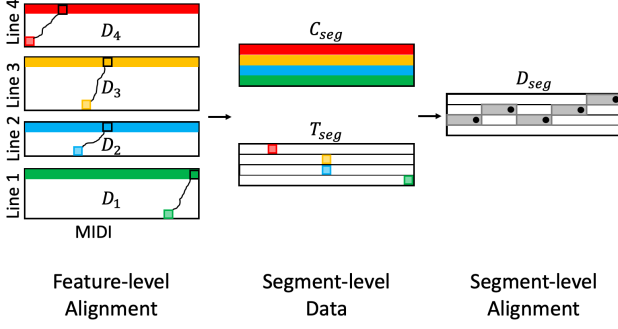 Line 4
D4
Line 3
D3
Line 2
D2
Line 1
D1
MIDI
Cseg
Tseg
Dseg
Feature-level
Alignment
Segment-level
Data
Segment-level
Alignment